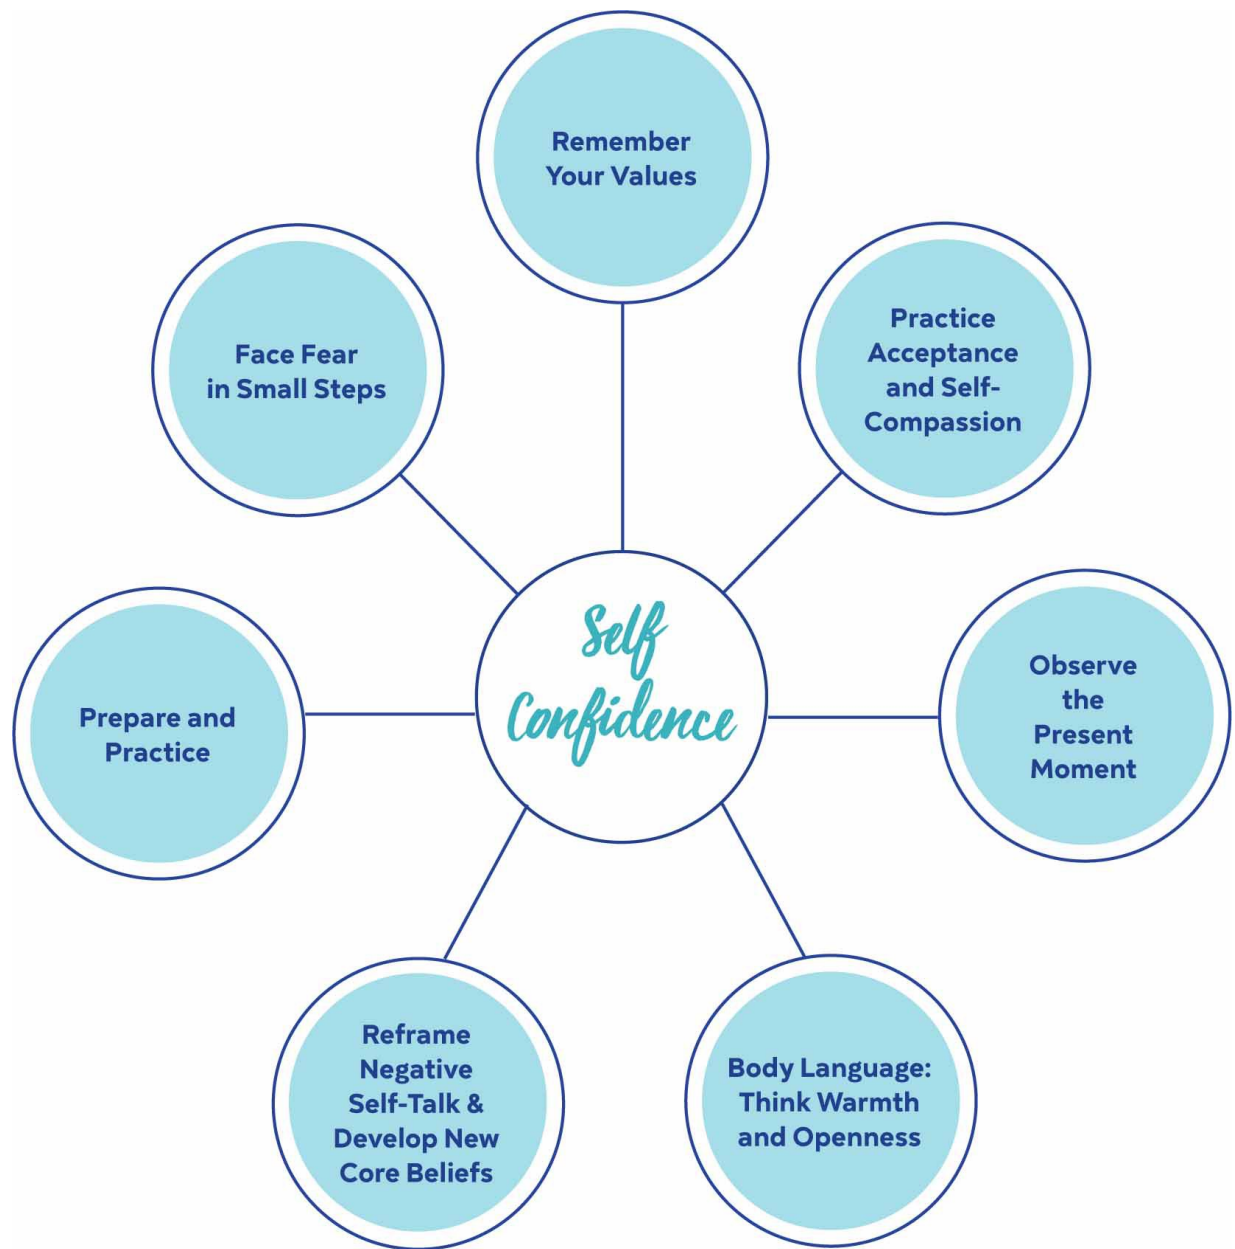 Remember
Your Values
Practice
Acceptance
and Self-
Compassion
Observe
the
Present
Moment
Body Language:
Think Warmth
and Openness
Reframe
Negative
Self-Talk &
Develop New
Core Beliefs
Prepare and
Practice
Face Fear
in Small Steps
Self
Confidence